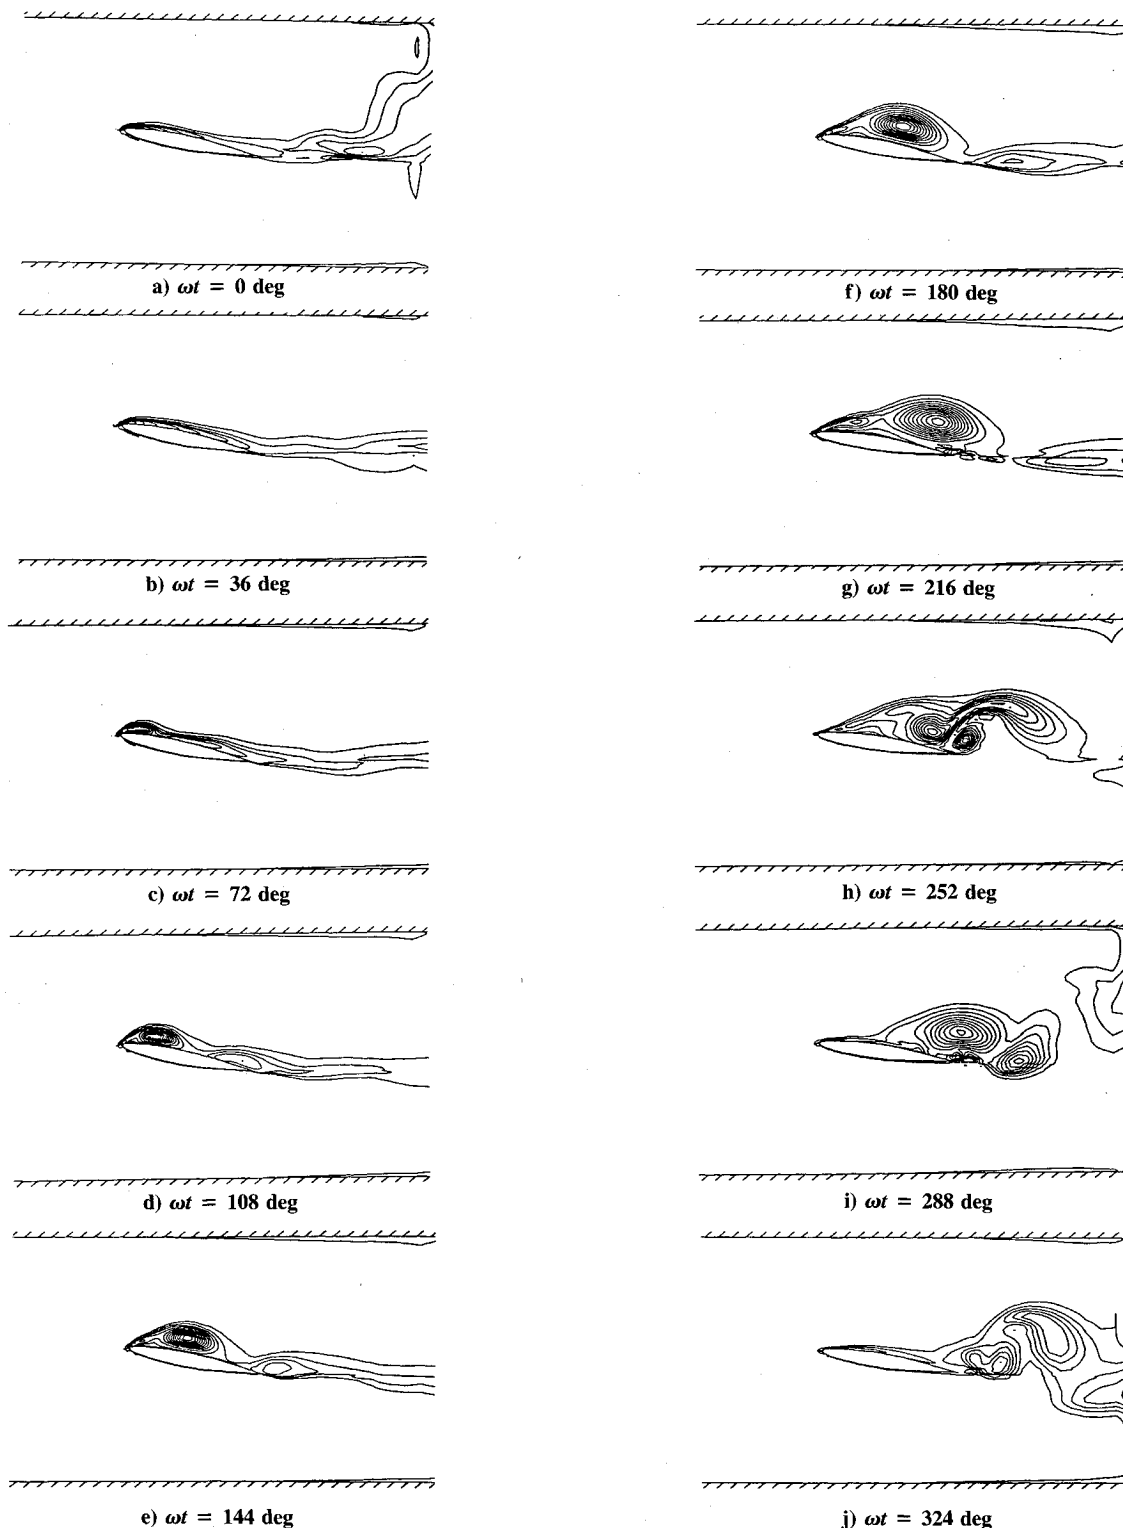 a) ωt = 0 deg
b) ωt = 36 deg
c) ωt = 72 deg
d) ωt = 108 deg
e) ωt = 144 deg
f) ωt = 180 deg
g) ωt = 216 deg
h) ωt = 252 deg
i) ωt = 288 deg
j) ωt = 324 deg